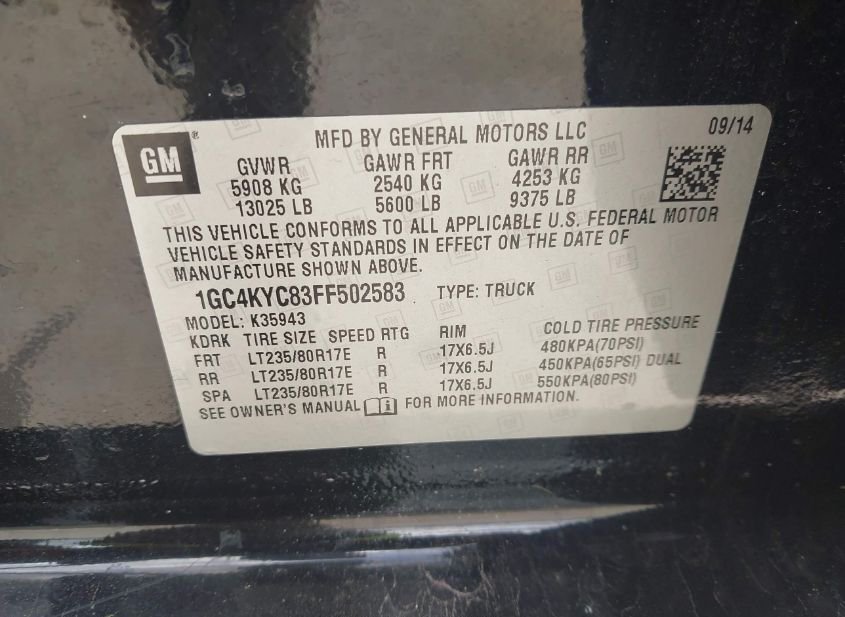 GM®
MFD BY GENERAL MOTORS LLC 09/14
GVWR GAWR FRT GAWR RR
5908 KG 2540 KG 4253 KG
13025 LB 5600 LB 9375 LB
THIS VEHICLE CONFORMS TO ALL APPLICABLE U.S. FEDERAL MOTOR
VEHICLE SAFETY STANDARDS IN EFFECT ON THE DATE OF
MANUFACTURE SHOWN ABOVE.
1GC4KYC83FF502583 TYPE: TRUCK
MODEL: K35943
KDRK TIRE SIZE SPEED RTG RIM COLD TIRE PRESSURE
FRT LT235/80R17E R 17X6.5J 480KPA(70PSI)
RR LT235/80R17E R 17X6.5J 450KPA(65PSI) DUAL
SPA LT235/80R17E R 17X6.5J 550KPA(80PSI)
SEE OWNER'S MANUAL i FOR MORE INFORMATION.